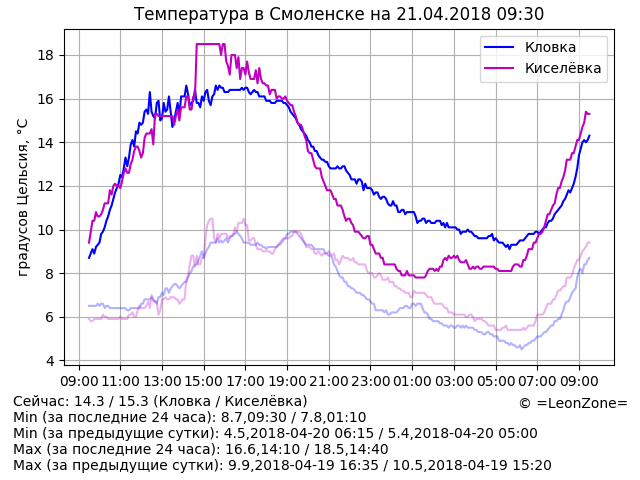 Температура в Смоленске на 21.04.2018 09:30
градусов Цельсия, °C
18
16
14
12
10
8
6
4
Кловка
Киселёвка
09:00 11:00 13:00 15:00 17:00 19:00 21:00 23:00 01:00 03:00 05:00 07:00 09:00
Сейчас: 14.3 / 15.3 (Кловка / Киселёвка)
© =LeonZone=
Min (за последние 24 часа): 8.7,09:30 / 7.8,01:10
Min (за предыдущие сутки): 4.5,2018-04-20 06:15 / 5.4,2018-04-20 05:00
Max (за последние 24 часа): 16.6,14:10 / 18.5,14:40
Max (за предыдущие сутки): 9.9,2018-04-19 16:35 / 10.5,2018-04-19 15:20